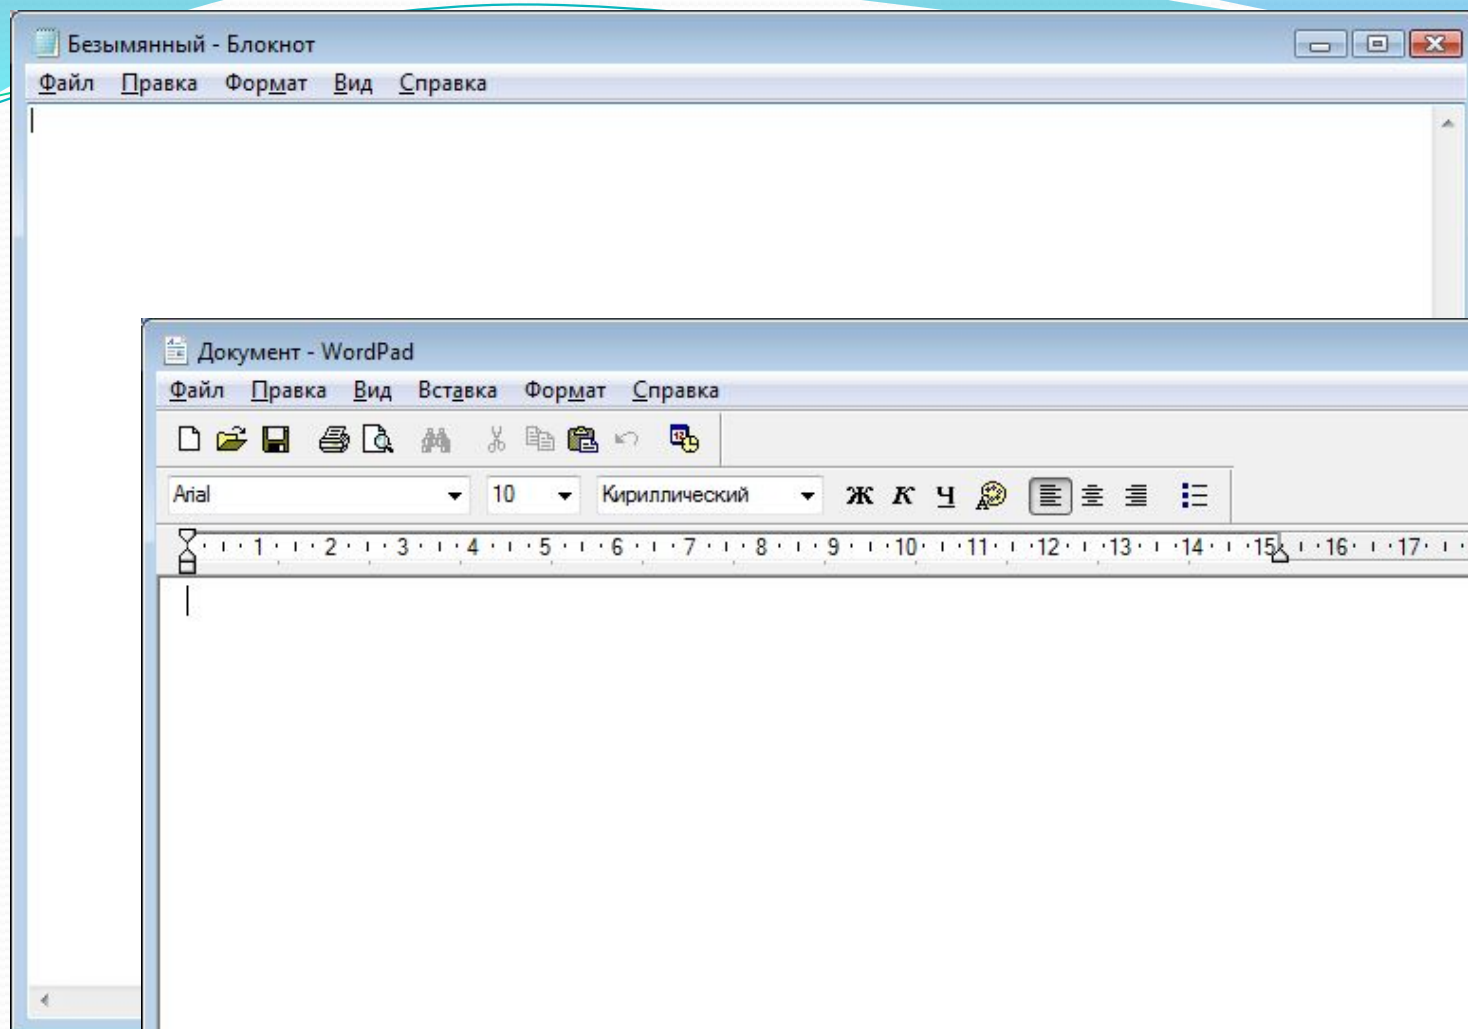 Безымянный - Блокнот
Файл Правка Формат Вид Справка
Документ - WordPad
Файл Правка Вид Вставка Формат Справка
Arial 10 Кириллический Ж К Ч
1 2 3 4 5 6 7 8 9 10 11 12 13 14 15 16 17